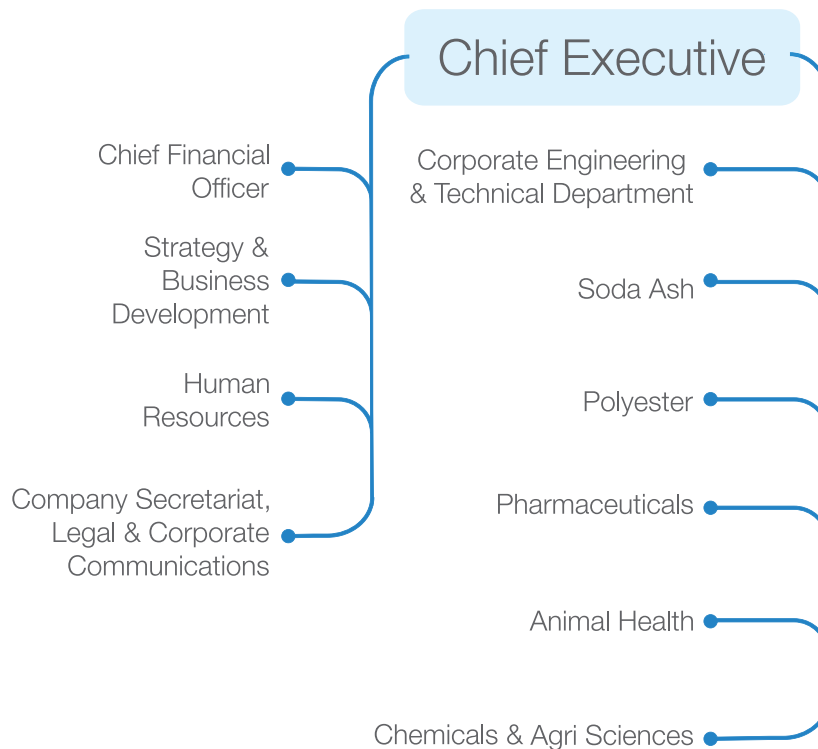 Chief Executive
Chief Financial
Officer
Strategy &
Business
Development
Human
Resources
Company Secretariat,
Legal & Corporate
Communications
Corporate Engineering
& Technical Department
Soda Ash
Polyester
Pharmaceuticals
Animal Health
Chemicals & Agri Sciences